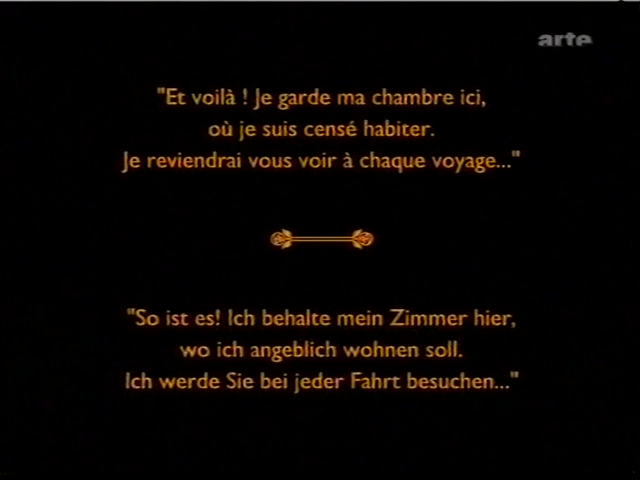 arte
"Et voilà ! Je garde ma chambre ici,
où je suis censé habiter.
Je reviendrai vous voir à chaque voyage..."
"So ist es! Ich behalte mein Zimmer hier,
wo ich angeblich wohnen soll.
Ich werde Sie bei jeder Fahrt besuchen..."